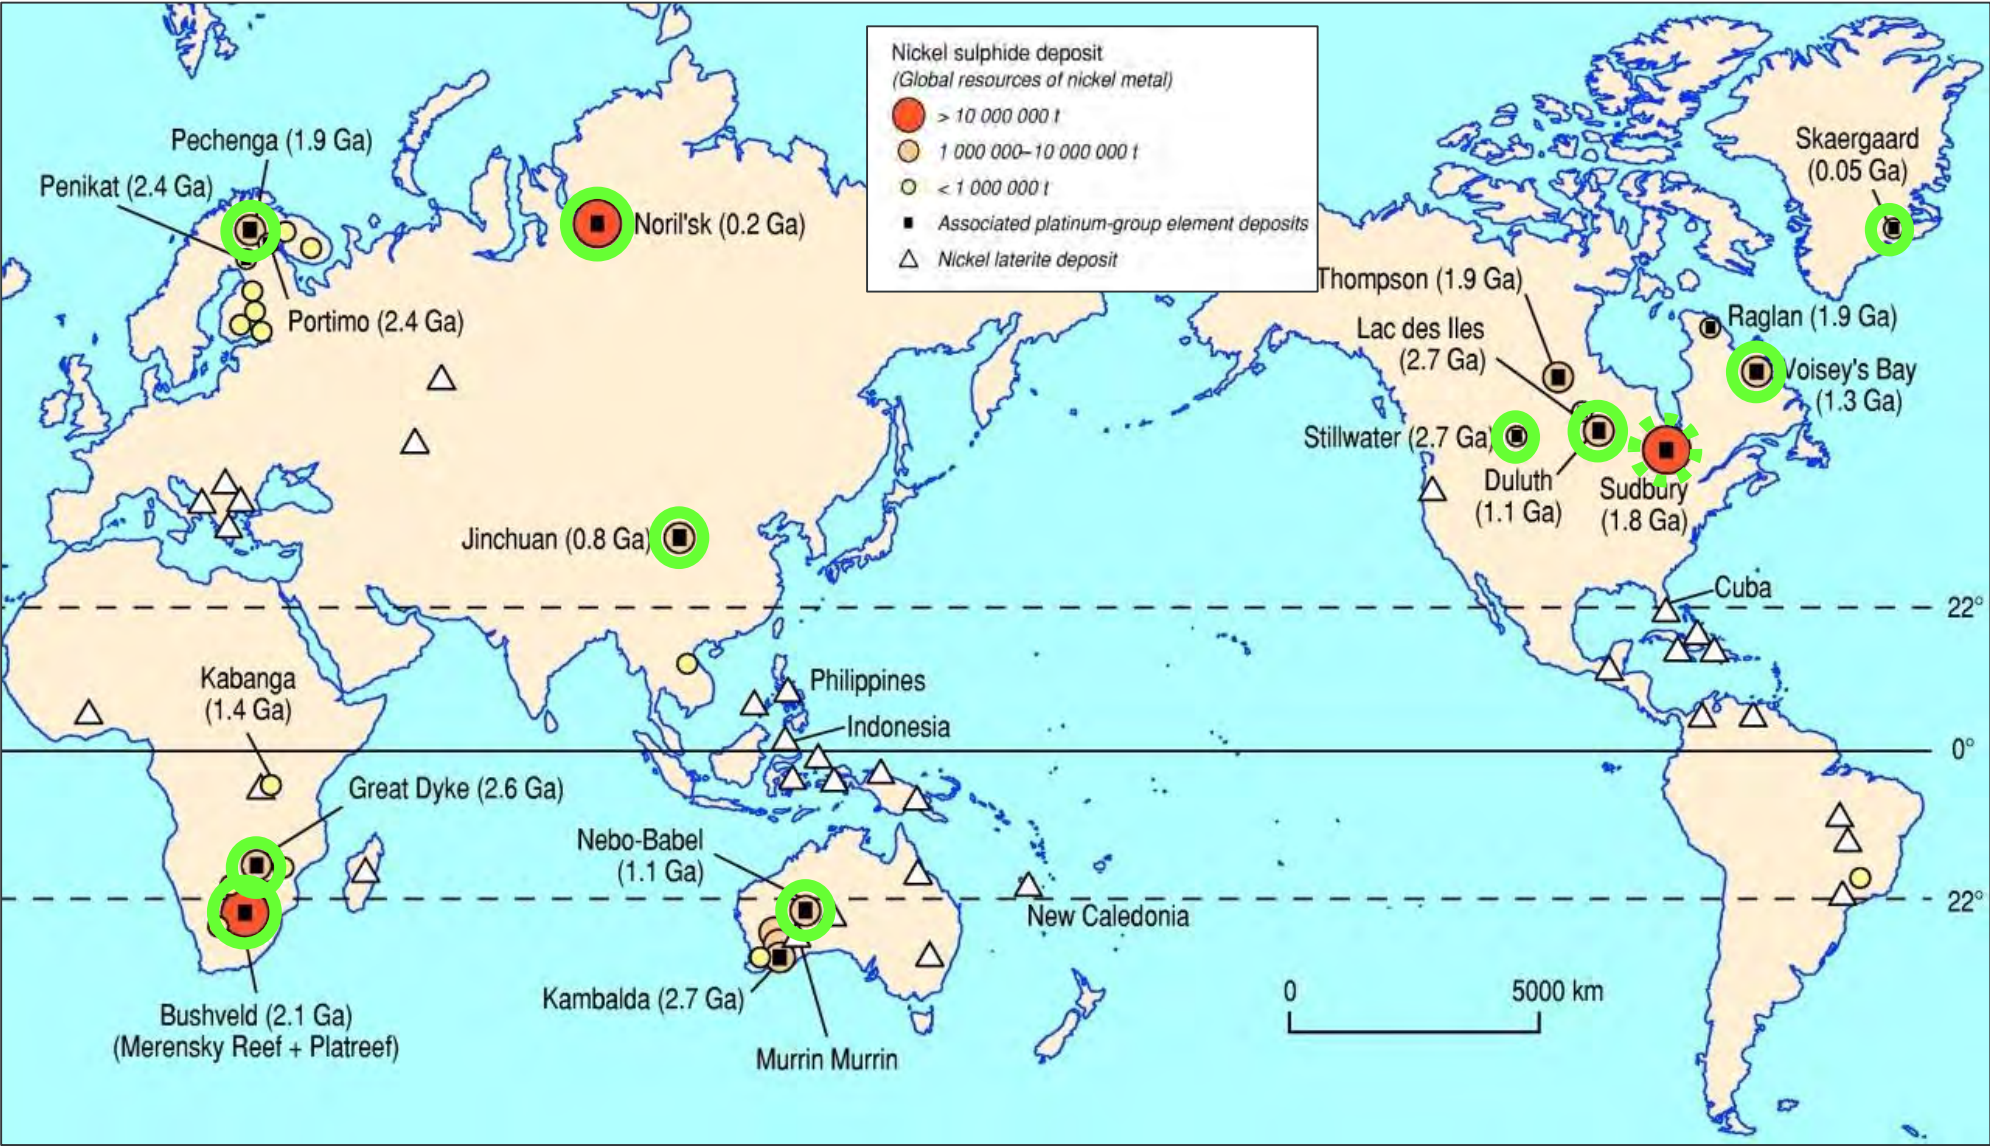 Nickel sulphide deposit
(Global resources of nickel metal)
> 10 000 000 t
1 000 000–10 000 000 t
< 1 000 000 t
Associated platinum-group element deposits
Nickel laterite deposit
Pechenga (1.9 Ga)
Penikat (2.4 Ga)
Portimo (2.4 Ga)
Noril'sk (0.2 Ga)
Skaergaard
(0.05 Ga)
Thompson (1.9 Ga)
Lac des Iles
(2.7 Ga)
Raglan (1.9 Ga)
Voisey's Bay
(1.3 Ga)
Stillwater (2.7 Ga)
Duluth
(1.1 Ga)
Sudbury
(1.8 Ga)
Jinchuan (0.8 Ga)
Cuba
22°
Kabanga
(1.4 Ga)
Philippines
Indonesia
0°
Great Dyke (2.6 Ga)
Nebo-Babel
(1.1 Ga)
22°
New Caledonia
Kambalda (2.7 Ga)
0 5000 km
Bushveld (2.1 Ga)
(Merensky Reef + Platreef)
Murrin Murrin